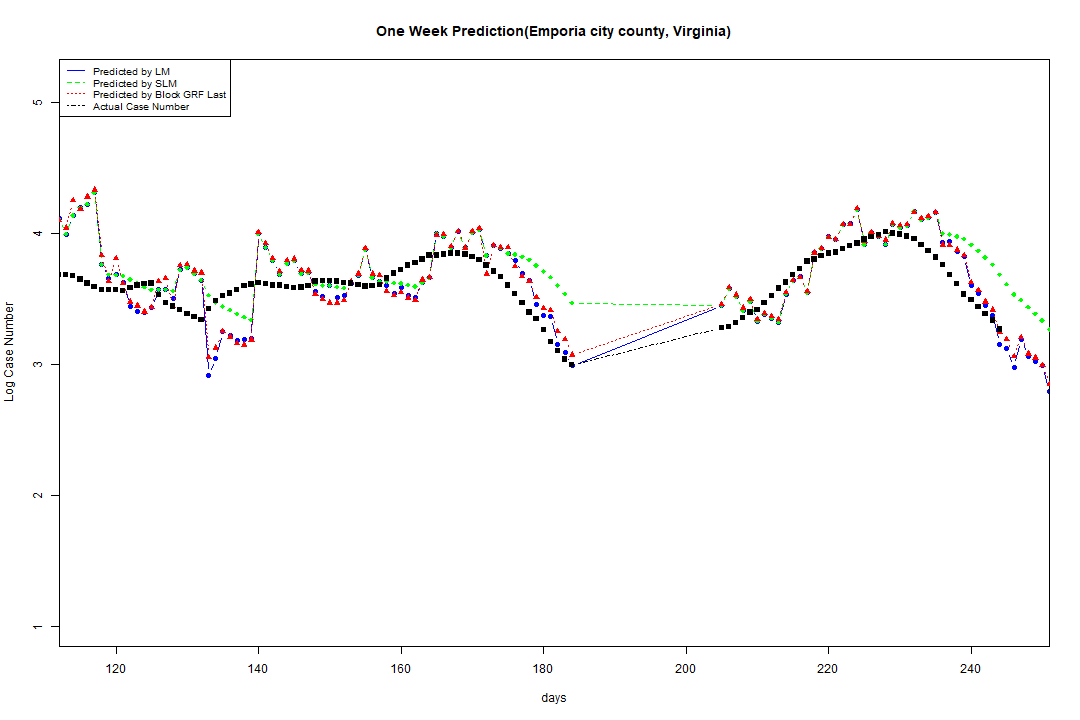 One Week Prediction(Emporia city county, Virginia)
Predicted by LM
Predicted by SLM
Predicted by Block GRF Last
Actual Case Number
5
4
3
2
1
Log Case Number
120 140 160 180 200 220 240
days